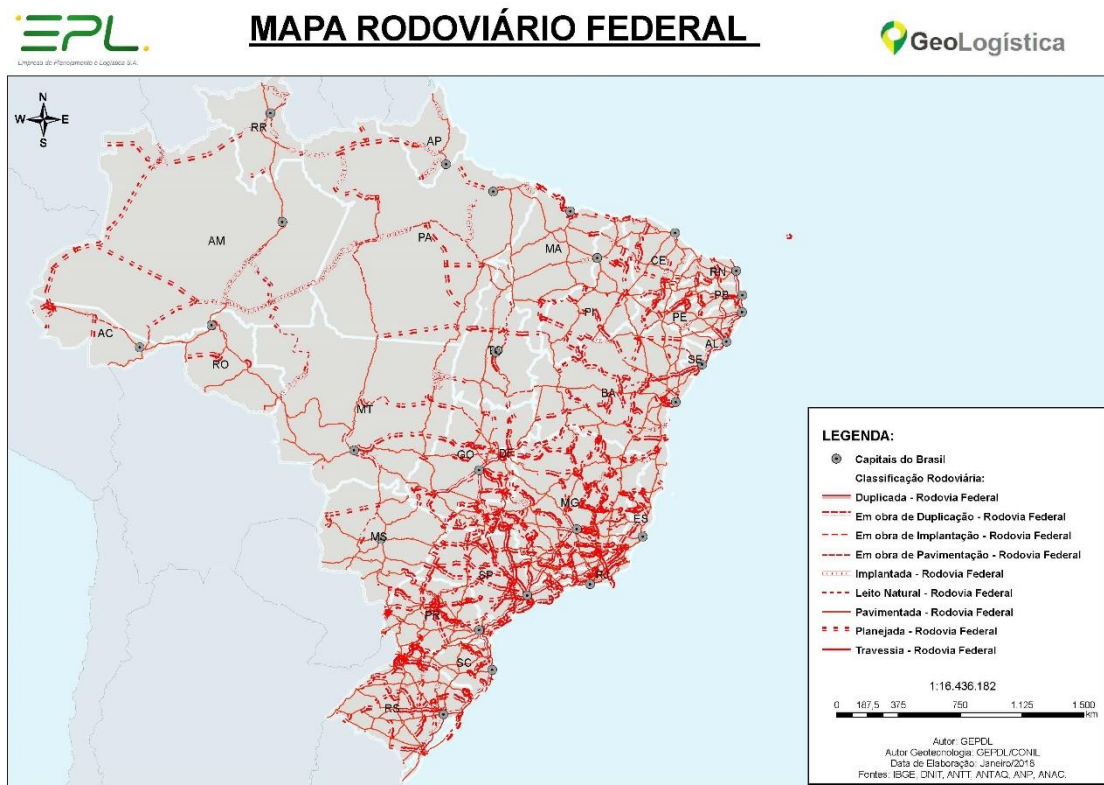 EPL.
Empresa de Planejamento e Logística S.A.
MAPA RODOVIÁRIO FEDERAL
GeoLogística
N
W E
S
RR
AP
AM
PA
MA
CE
RN
PB
PI
PE
AC
AL
TO
SE
RO
BA
MT
GO
DF
MG
ES
MS
SP
RJ
PR
SC
RS
LEGENDA:
Capitais do Brasil
Classificação Rodoviária:
Duplicada - Rodovia Federal
Em obra de Duplicação - Rodovia Federal
Em obra de Implantação - Rodovia Federal
Em obra de Pavimentação - Rodovia Federal
Implantada - Rodovia Federal
Leito Natural - Rodovia Federal
Pavimentada - Rodovia Federal
Planejada - Rodovia Federal
Travessia - Rodovia Federal
1:16.436.182
0 187,5 375 750 1.125 1.500
km
Autor: GEPDL
Autor Geotecnologia: GEPDL/CONIL
Data de Elaboração: Janeiro/2018
Fontes: IBGE, DNIT, ANTT, ANTAQ, ANP, ANAC.